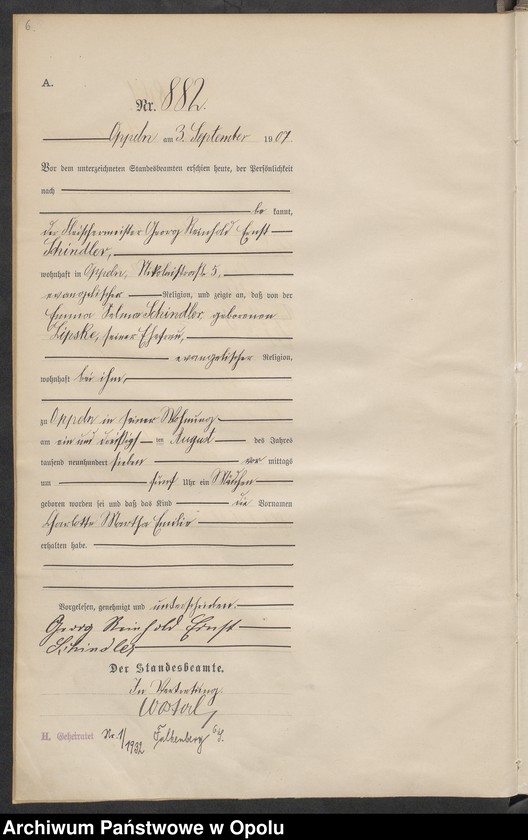 6.
A.
Nr. 882.
Oppeln am 3. September 1907
Vor dem unterzeichneten Standesbeamten erschien heute, der Persönlichkeit
nach
be kannt,
der Fleischermeister Georg Reinhold Ernst
Schindler,
wohnhaft in Oppeln, Nikolaistraße 5,
evangelischer Religion, und zeigte an, daß von der
Emma Selma Schindler geborenen
Lipske, seiner Ehefrau,
evangelischer Religion,
wohnhaft bei ihm,
zu Oppeln in seiner Wohnung
am ein und dreißigsten August des Jahres
tausend neunhundert sieben vor mittags
um fünf Uhr ein Mädchen
geboren worden sei und daß das Kind die Vornamen
Charlotte Martha Emilie
erhalten habe.
Vorgelesen, genehmigt und unterschrieben.
Georg Reinhold Ernst
Schindler
Der Standesbeamte.
In Vertretung.
H. Geheiratet Nr. 1/1932 Falkenberg
Archiwum Państwowe w Opolu